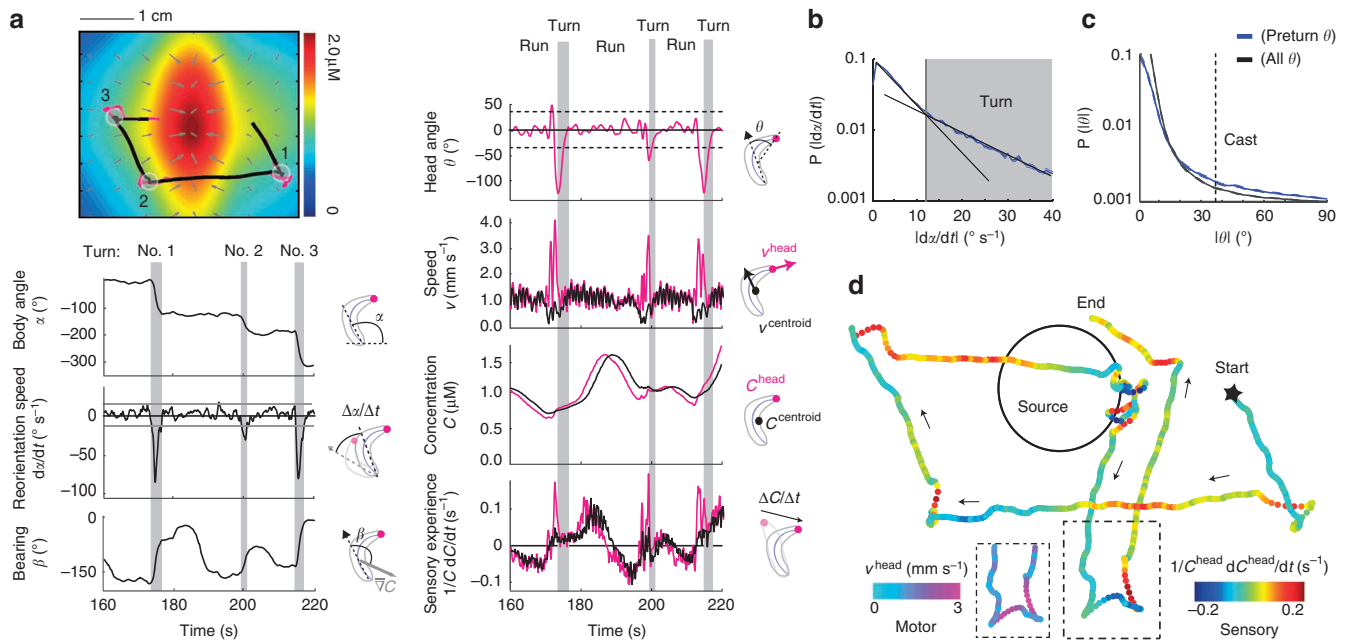 a
1 cm
2.0 μM
0
3
1
2
Turn: No. 1 No. 2 No. 3
Body angle
α (°)
−100
−200
−300
α
Reorientation speed
dα/dt (° s⁻¹)
0
−50
−100
Δα/Δt
Bearing
β (°)
0
−150
β
∇C
160 180 200 220
Time (s)
Turn Turn Turn
Run Run Run
Head angle
θ (°)
50
0
−50
−100
θ
Speed
v (mm s⁻¹)
4.0
3.0
2.0
1.0
0.0
v head
v centroid
Concentration
C (μM)
1.5
1.0
0.5
0.0
C head
C centroid
Sensory experience
1/C dC/dt (s⁻¹)
0.1
0
−0.1
ΔC/Δt
160 180 200 220
Time (s)
b
P (|dα/dt|)
0.1
0.01
0.001
Turn
0 10 20 30 40
|dα/dt| (° s⁻¹)
c
(Preturn θ)
(All θ)
P (|θ|)
0.1
0.01
0.001
Cast
0 30 60 90
|θ| (°)
d
End
Start
Source
v head (mm s⁻¹)
0 3
Motor
1/C head dC head/dt (s⁻¹)
−0.2 0.2
Sensory